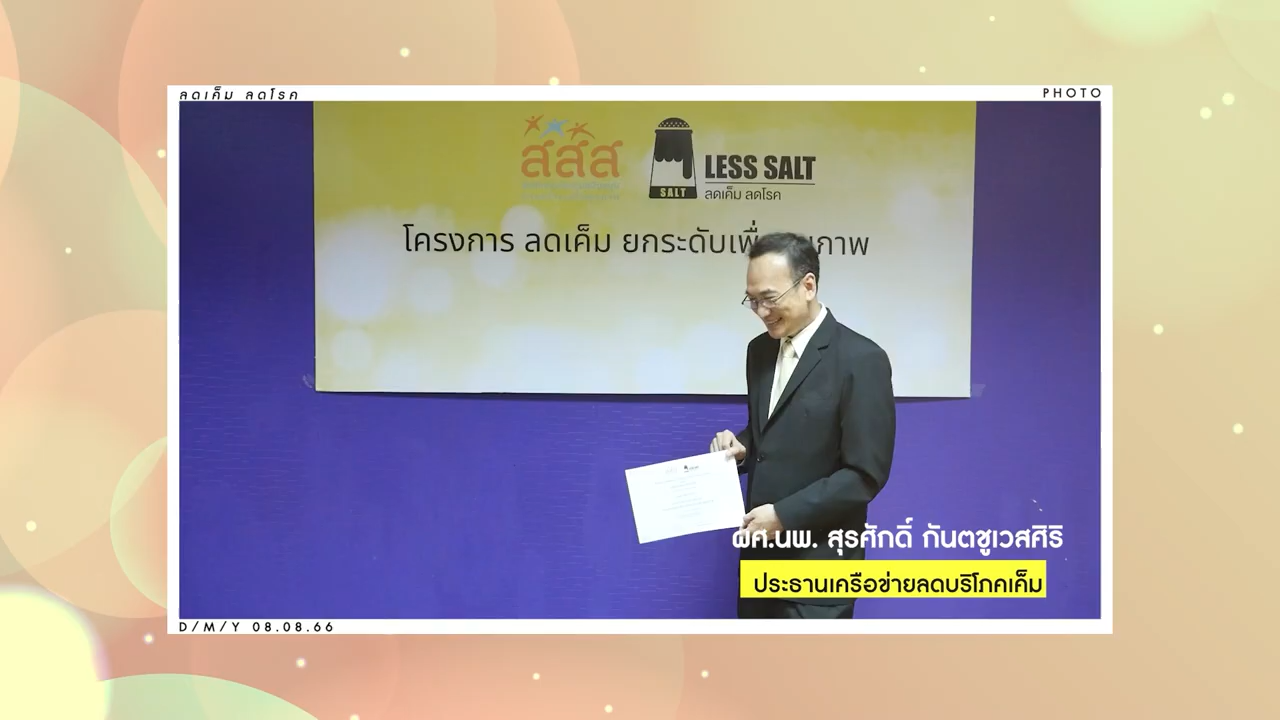 ลดเค็ม ลดโรค
PHOTO
สสส
SALT
LESS SALT
ลดเค็ม ลดโรค
โครงการ ลดเค็ม ยกระดับเพื่ ภาพ
ผศ.นพ. สุรศักดิ์ กันตชูเวสศิริ
ประธานเครือข่ายลดบริโภคเค็ม
D/M/Y 08.08.66